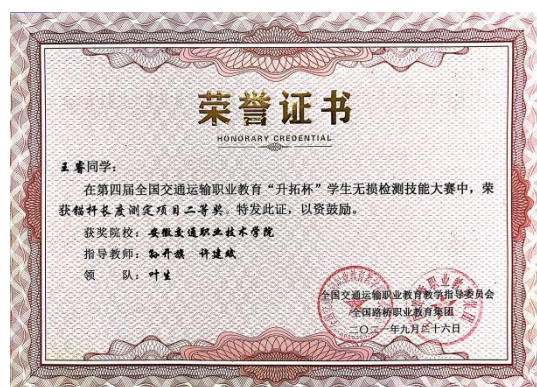 荣誉证书
HONORARY CREDENTIAL
王睿同学:
在第四届全国交通运输职业教育“升拓杯”学生无损检测技能大赛中，荣
获锚杆长度测定项目二等奖。特发此证，以资鼓励。
获奖院校：安徽交通职业技术学院
指导教师：孙开旗 许建斌
领 队：叶生
全国交通运输职业教育教学指导委员会
全国路桥职业教育集团
二〇二一年九月二十六日